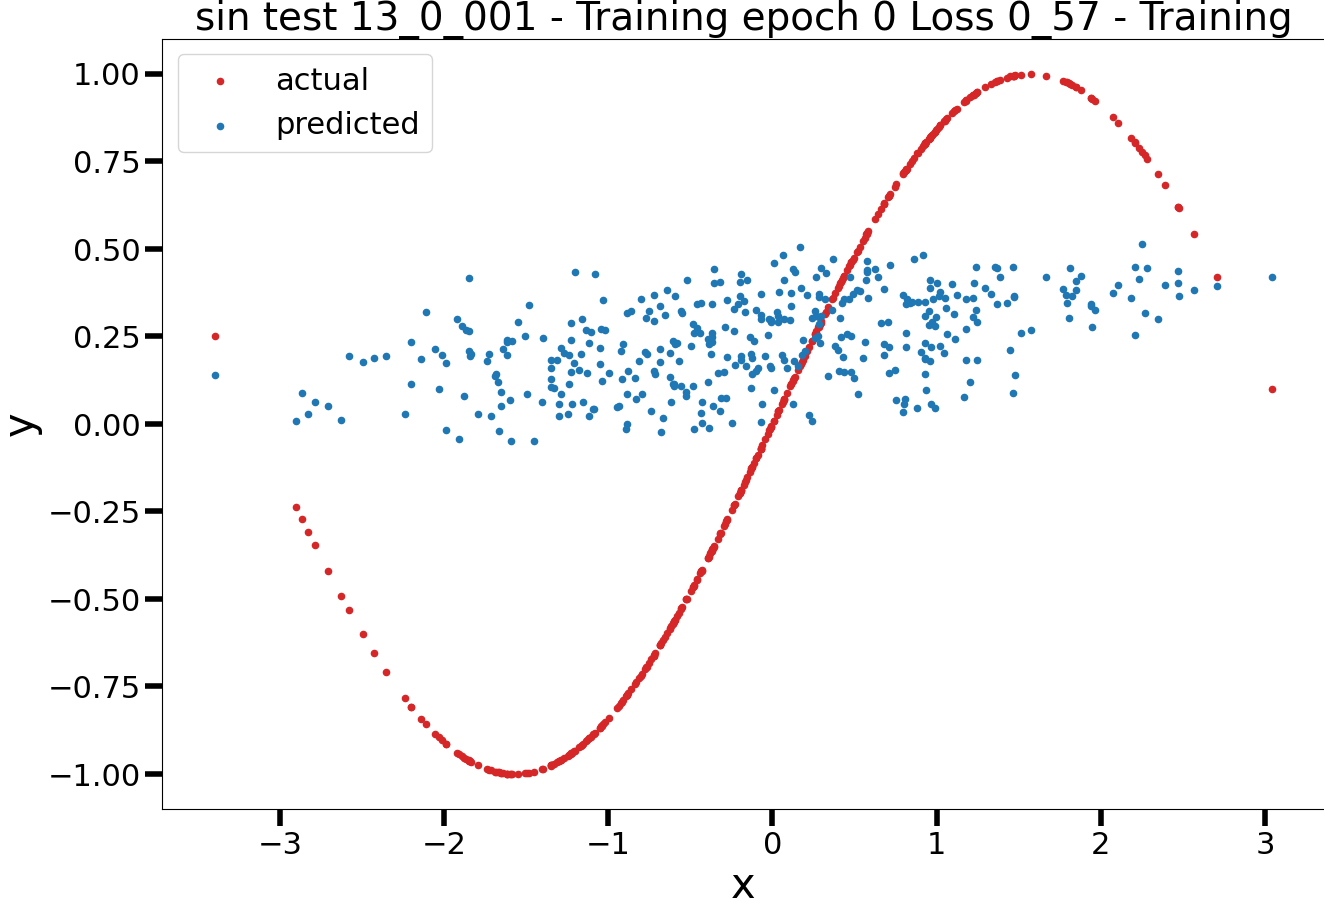 sin test 13_0_001 - Training epoch 0 Loss 0_57 - Training
actual
predicted
1.00
0.75
0.50
0.25
0.00
−0.25
−0.50
−0.75
−1.00
y
−3 −2 −1 0 1 2 3
x